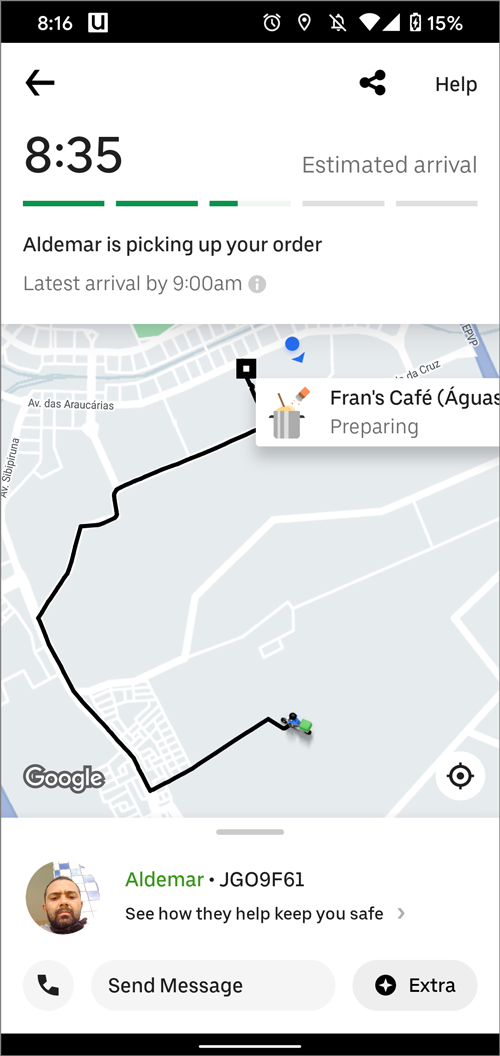 8:16 U 15%
Help
8:35
Estimated arrival
Aldemar is picking up your order
Latest arrival by 9:00am
EPVP
da Cruz
Av. das Araucárias
Fran's Café (Águas
Preparing
Av. Sibipiruna
Google
Aldemar • JGO9F61
See how they help keep you safe
Send Message
Extra